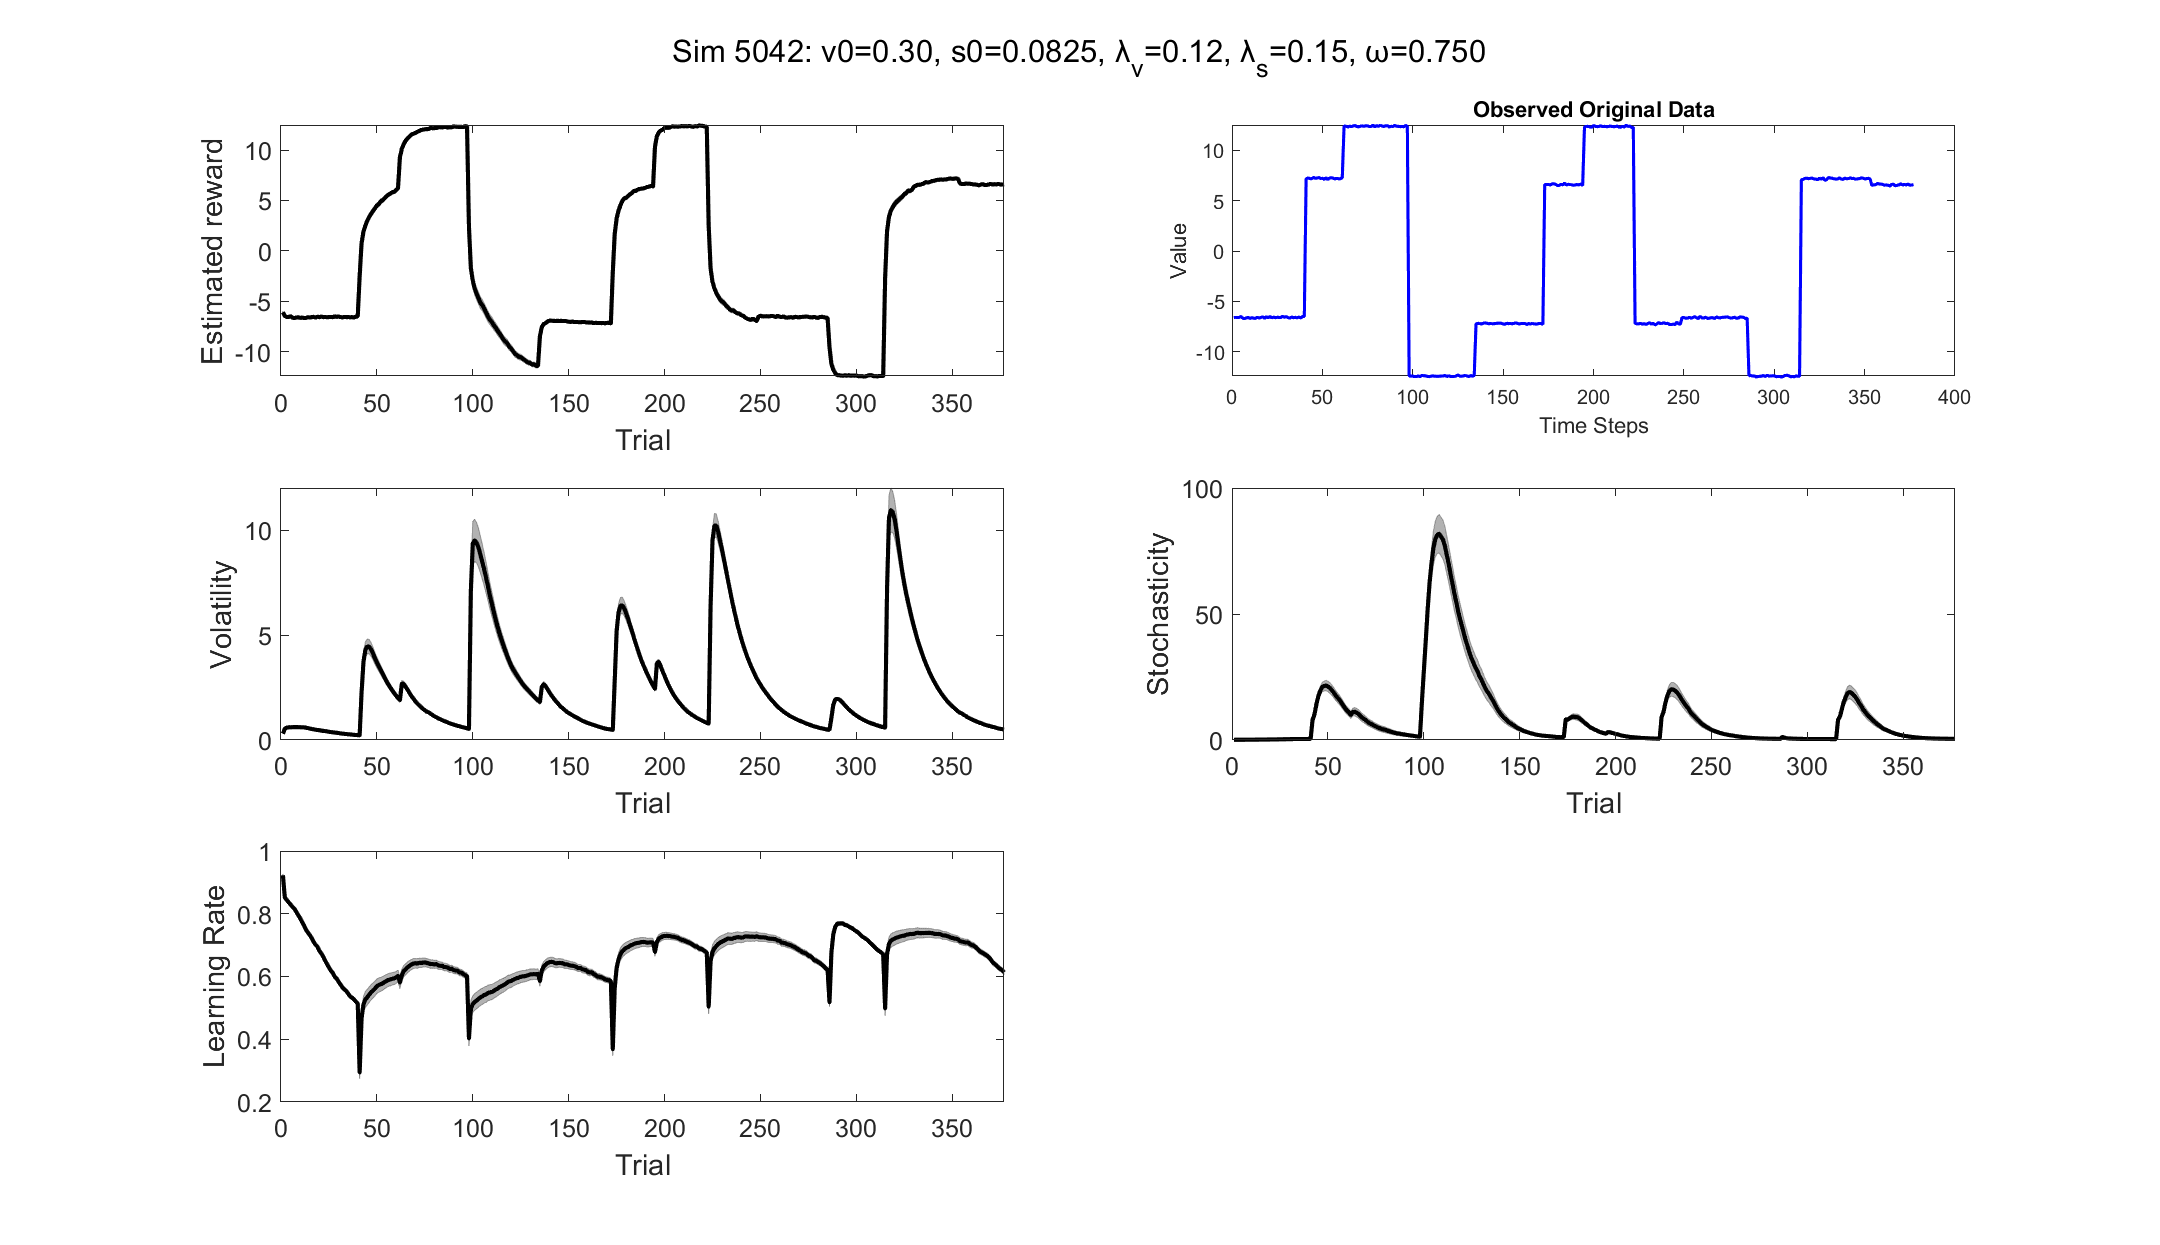 Sim 5042: v0=0.30, s0=0.0825, λ_v=0.12, λ_s=0.15, ω=0.750
Estimated reward
10
5
0
-5
-10
0 50 100 150 200 250 300 350
Trial
Observed Original Data
Value
10
5
0
-5
-10
0 50 100 150 200 250 300 350 400
Time Steps
Volatility
10
5
0
0 50 100 150 200 250 300 350
Trial
Stochasticity
100
50
0
0 50 100 150 200 250 300 350
Trial
Learning Rate
1
0.8
0.6
0.4
0.2
0 50 100 150 200 250 300 350
Trial